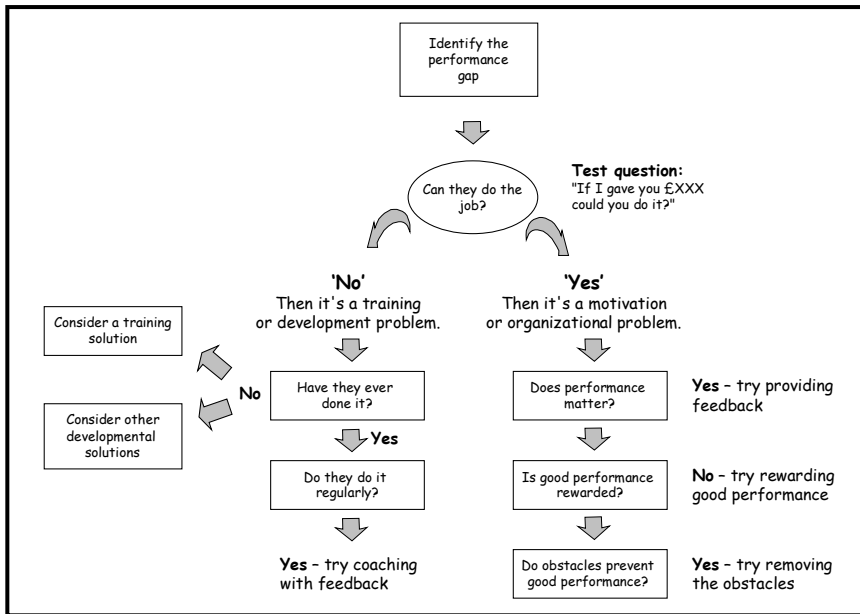 Identify the
performance
gap
Can they do the
job?
Test question:
"If I gave you £XXX
could you do it?"
'No'
Then it's a training
or development problem.
'Yes'
Then it's a motivation
or organizational problem.
Consider a training
solution
No
Consider other
developmental
solutions
Have they ever
done it?
Yes
Do they do it
regularly?
Yes – try coaching
with feedback
Does performance
matter?
Yes – try providing
feedback
Is good performance
rewarded?
No – try rewarding
good performance
Do obstacles prevent
good performance?
Yes – try removing
the obstacles